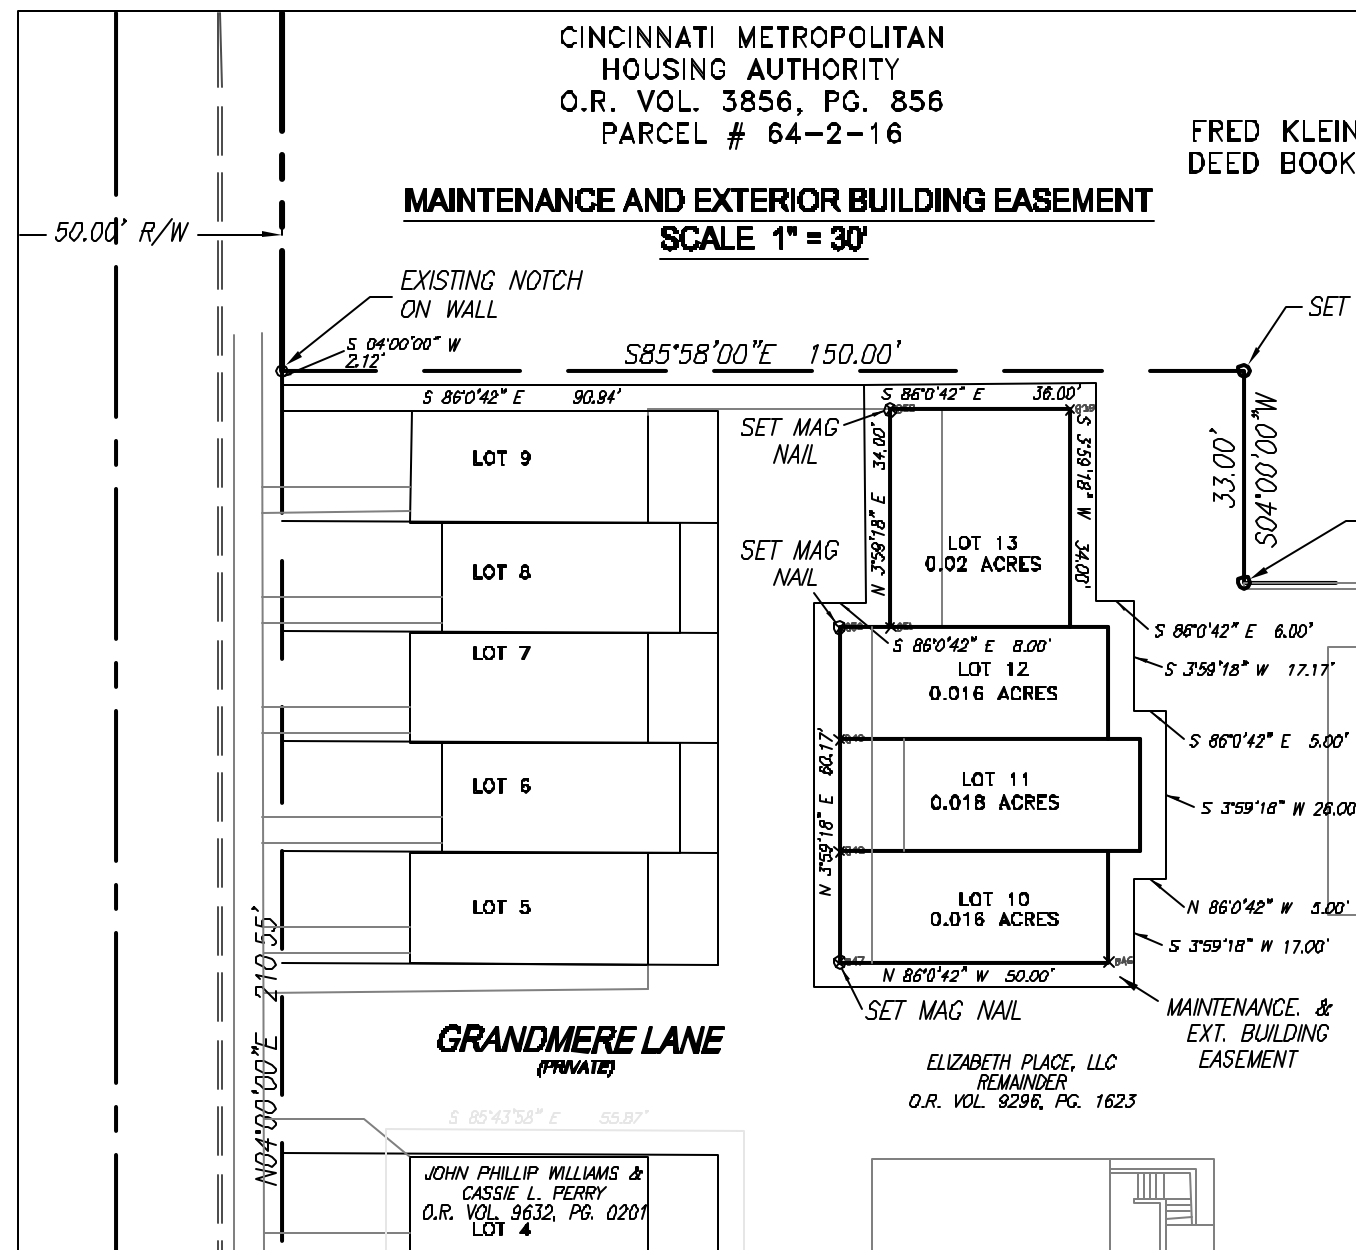 CINCINNATI METROPOLITAN
HOUSING AUTHORITY
O.R. VOL. 3856, PG. 856
PARCEL # 64-2-16
FRED KLEIN
DEED BOOK
MAINTENANCE AND EXTERIOR BUILDING EASEMENT
SCALE 1" = 30'
50.00' R/W
EXISTING NOTCH
ON WALL
SET
S 04°00'00" W
2.12'
S85°58'00"E 150.00'
S 86°0'42" E 90.94'
S 86°0'42" E 36.00'
SET MAG
NAIL
N 3°59'18" E 34.00'
S 3°59'18" W 34.00'
33.00'
S04°00'00"W
LOT 9
LOT 8
LOT 7
LOT 6
LOT 5
SET MAG
NAIL
LOT 13
0.02 ACRES
S 86°0'42" E 6.00'
S 86°0'42" E 8.00'
LOT 12
0.016 ACRES
S 3°59'18" W 17.17'
S 86°0'42" E 5.00'
N 3°59'18" E 60.17'
LOT 11
0.018 ACRES
S 3°59'18" W 26.00
LOT 10
0.016 ACRES
N 86°0'42" W 5.00'
S 3°59'18" W 17.00'
N 86°0'42" W 50.00'
SET MAG NAIL
MAINTENANCE. &
EXT. BUILDING
EASEMENT
N04°00'00"E 210.55'
GRANDMERE LANE
(PRIVATE)
ELIZABETH PLACE, LLC
REMAINDER
O.R. VOL. 9296, PG. 1623
S 85°43'58" E 55.87'
JOHN PHILLIP WILLIAMS &
CASSIE L. PERRY
O.R. VOL. 9632, PG. 0201
LOT 4